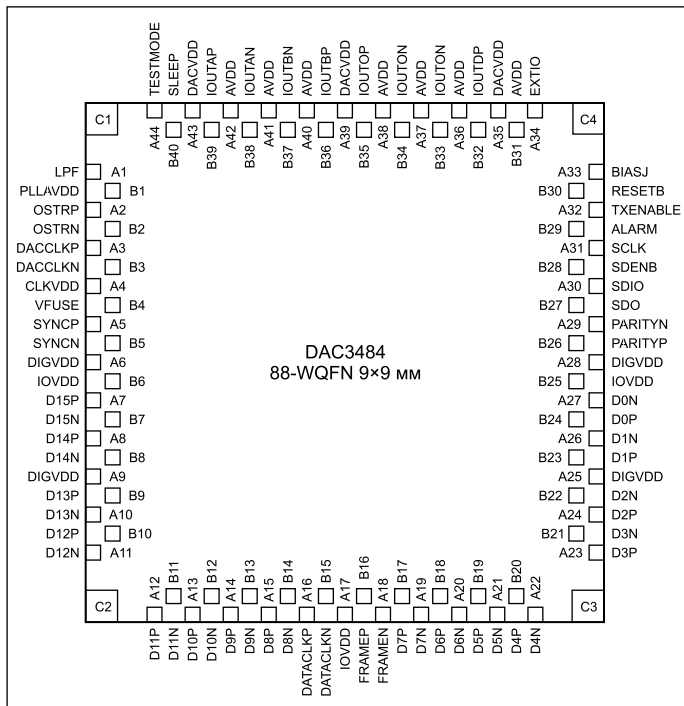 TESTMODE
SLEEP
DACVDD
IOUTAP
AVDD
IOUTAN
AVDD
IOUTBN
AVDD
IOUTBP
DACVDD
IOUTOP
AVDD
IOUTON
AVDD
IOUTON
AVDD
IOUTDP
DACVDD
AVDD
EXTIO
C1
A44
B40
A43
B39
A42
B38
A41
B37
A40
B36
A39
B35
A38
B34
A37
B33
A36
B32
A35
B31
A34
C4
LPF A1
PLLAVDD B1
OSTRP A2
OSTRN B2
DACCLKP A3
DACCLKN B3
CLKVDD A4
VFUSE B4
SYNCP A5
SYNCN B5
DIGVDD A6
IOVDD B6
D15P A7
D15N B7
D14P A8
D14N B8
DIGVDD A9
D13P B9
D13N A10
D12P B10
D12N A11
DAC3484
88-WQFN 9×9 мм
A33 BIASJ
B30 RESETB
A32 TXENABLE
B29 ALARM
A31 SCLK
B28 SDENB
A30 SDIO
B27 SDO
A29 PARITYN
B26 PARITYP
A28 DIGVDD
B25 IOVDD
A27 D0N
B24 D0P
A26 D1N
B23 D1P
A25 DIGVDD
B22 D2N
A24 D2P
B21 D3N
A23 D3P
C2
A12
B11
A13
B12
A14
B13
A15
B14
A16
B15
A17
B16
A18
B17
A19
B18
A20
B19
A21
B20
A22
C3
D11P
D11N
D10P
D10N
D9P
D9N
D8P
D8N
DATACLKP
DATACLKN
IOVDD
FRAMEP
FRAMEN
D7P
D7N
D6P
D6N
D5P
D5N
D4P
D4N